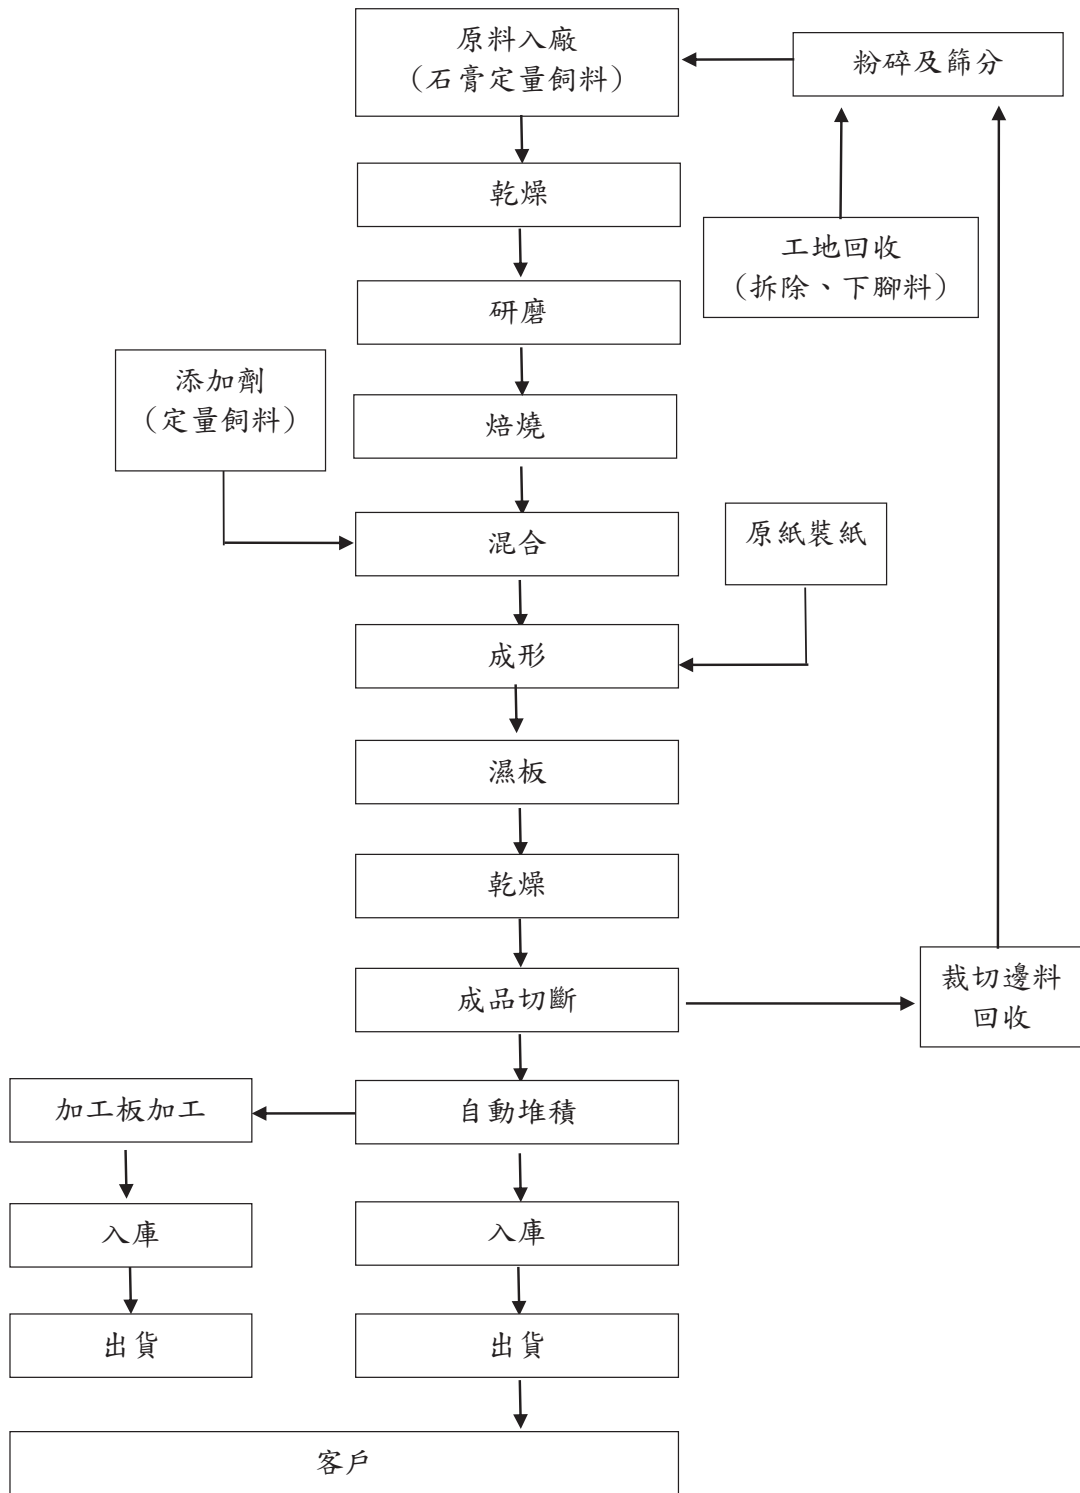 原料入廠
（石膏定量飼料）
粉碎及篩分
乾燥
工地回收
（拆除、下腳料）
研磨
添加劑
（定量飼料）
焙燒
原紙裝紙
混合
成形
濕板
乾燥
成品切斷
裁切邊料
回收
加工板加工
自動堆積
入庫
入庫
出貨
出貨
客戶